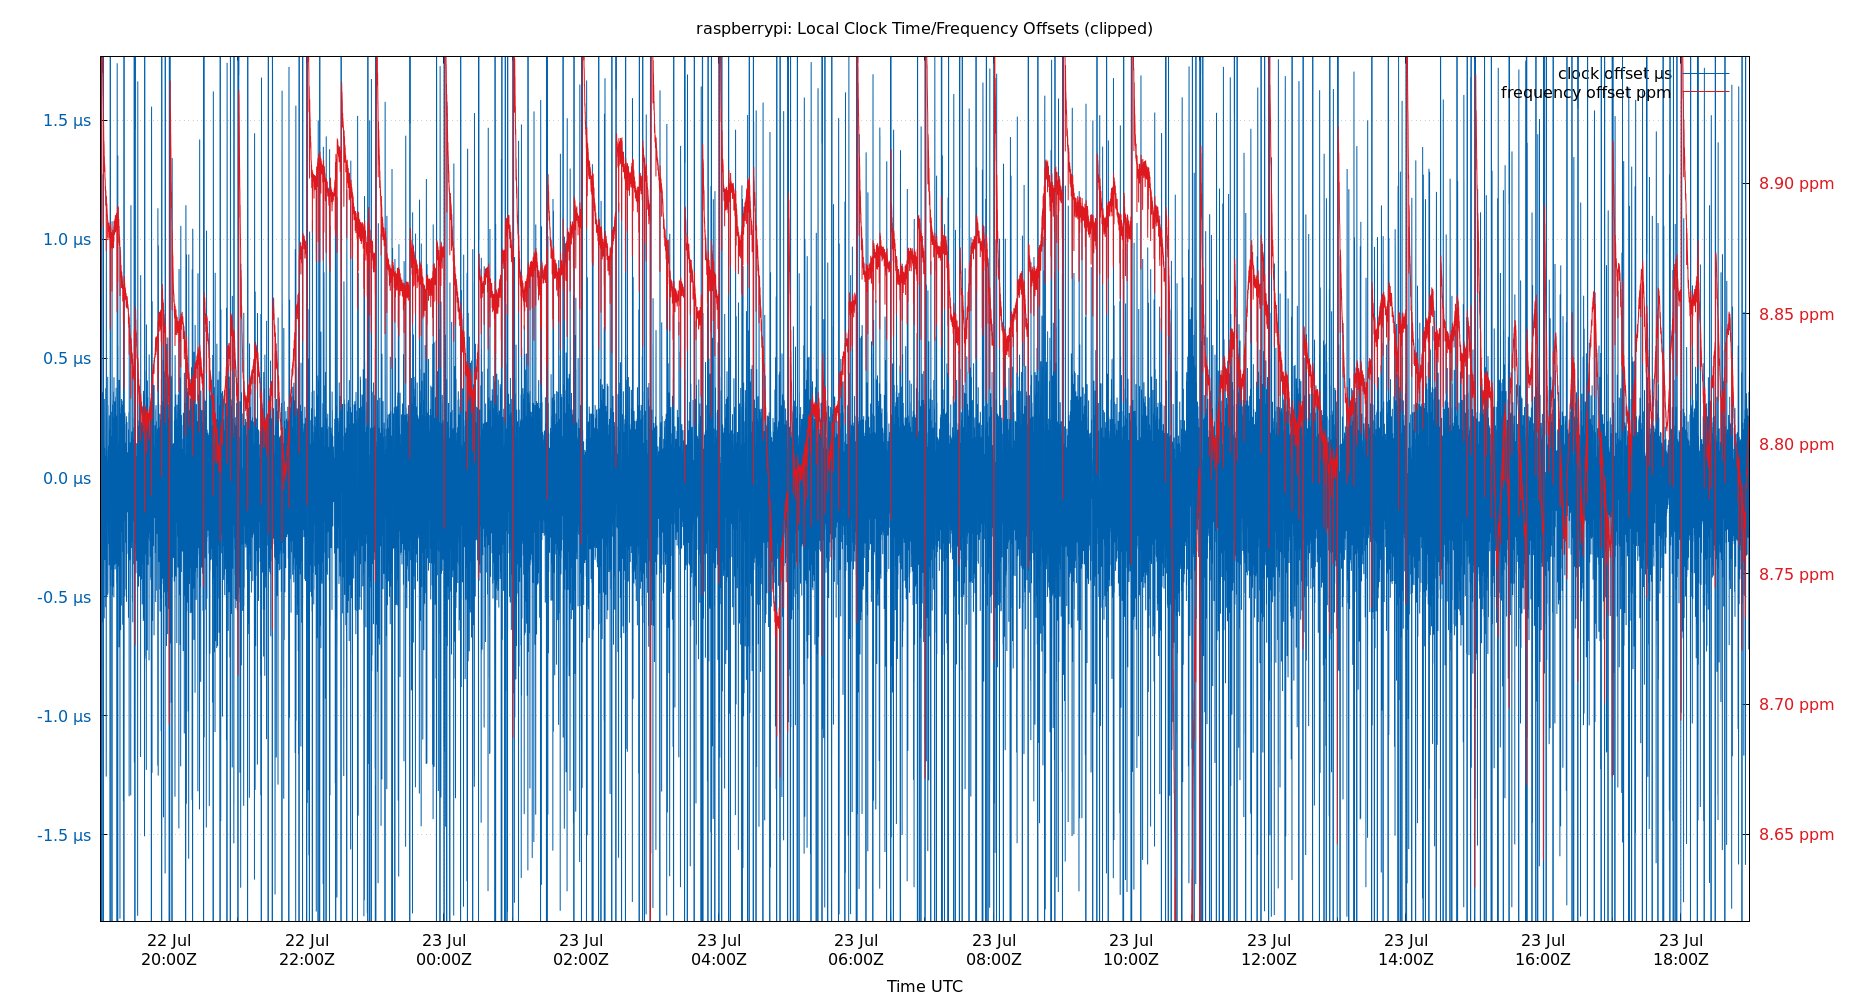 raspberrypi: Local Clock Time/Frequency Offsets (clipped)
clock offset µs
frequency offset ppm
1.5 µs
1.0 µs
0.5 µs
0.0 µs
-0.5 µs
-1.0 µs
-1.5 µs
8.90 ppm
8.85 ppm
8.80 ppm
8.75 ppm
8.70 ppm
8.65 ppm
22 Jul
20:00Z
22 Jul
22:00Z
23 Jul
00:00Z
23 Jul
02:00Z
23 Jul
04:00Z
23 Jul
06:00Z
23 Jul
08:00Z
23 Jul
10:00Z
23 Jul
12:00Z
23 Jul
14:00Z
23 Jul
16:00Z
23 Jul
18:00Z
Time UTC